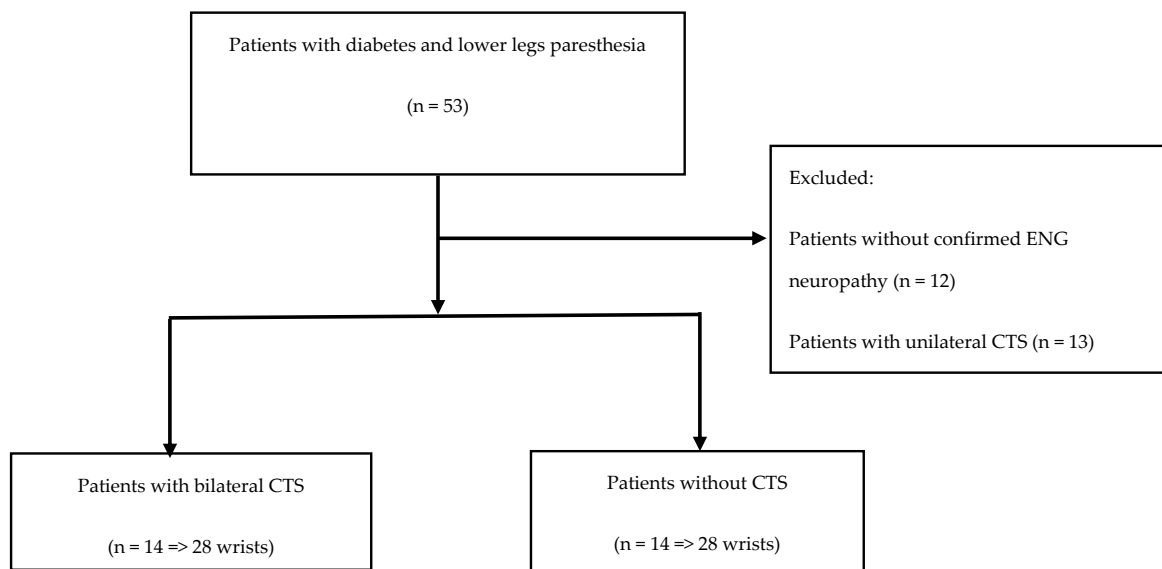 Patients with diabetes and lower legs paresthesia
(n = 53)
Excluded:
Patients without confirmed ENG
neuropathy (n = 12)
Patients with unilateral CTS (n = 13)
Patients with bilateral CTS
(n = 14 => 28 wrists)
Patients without CTS
(n = 14 => 28 wrists)